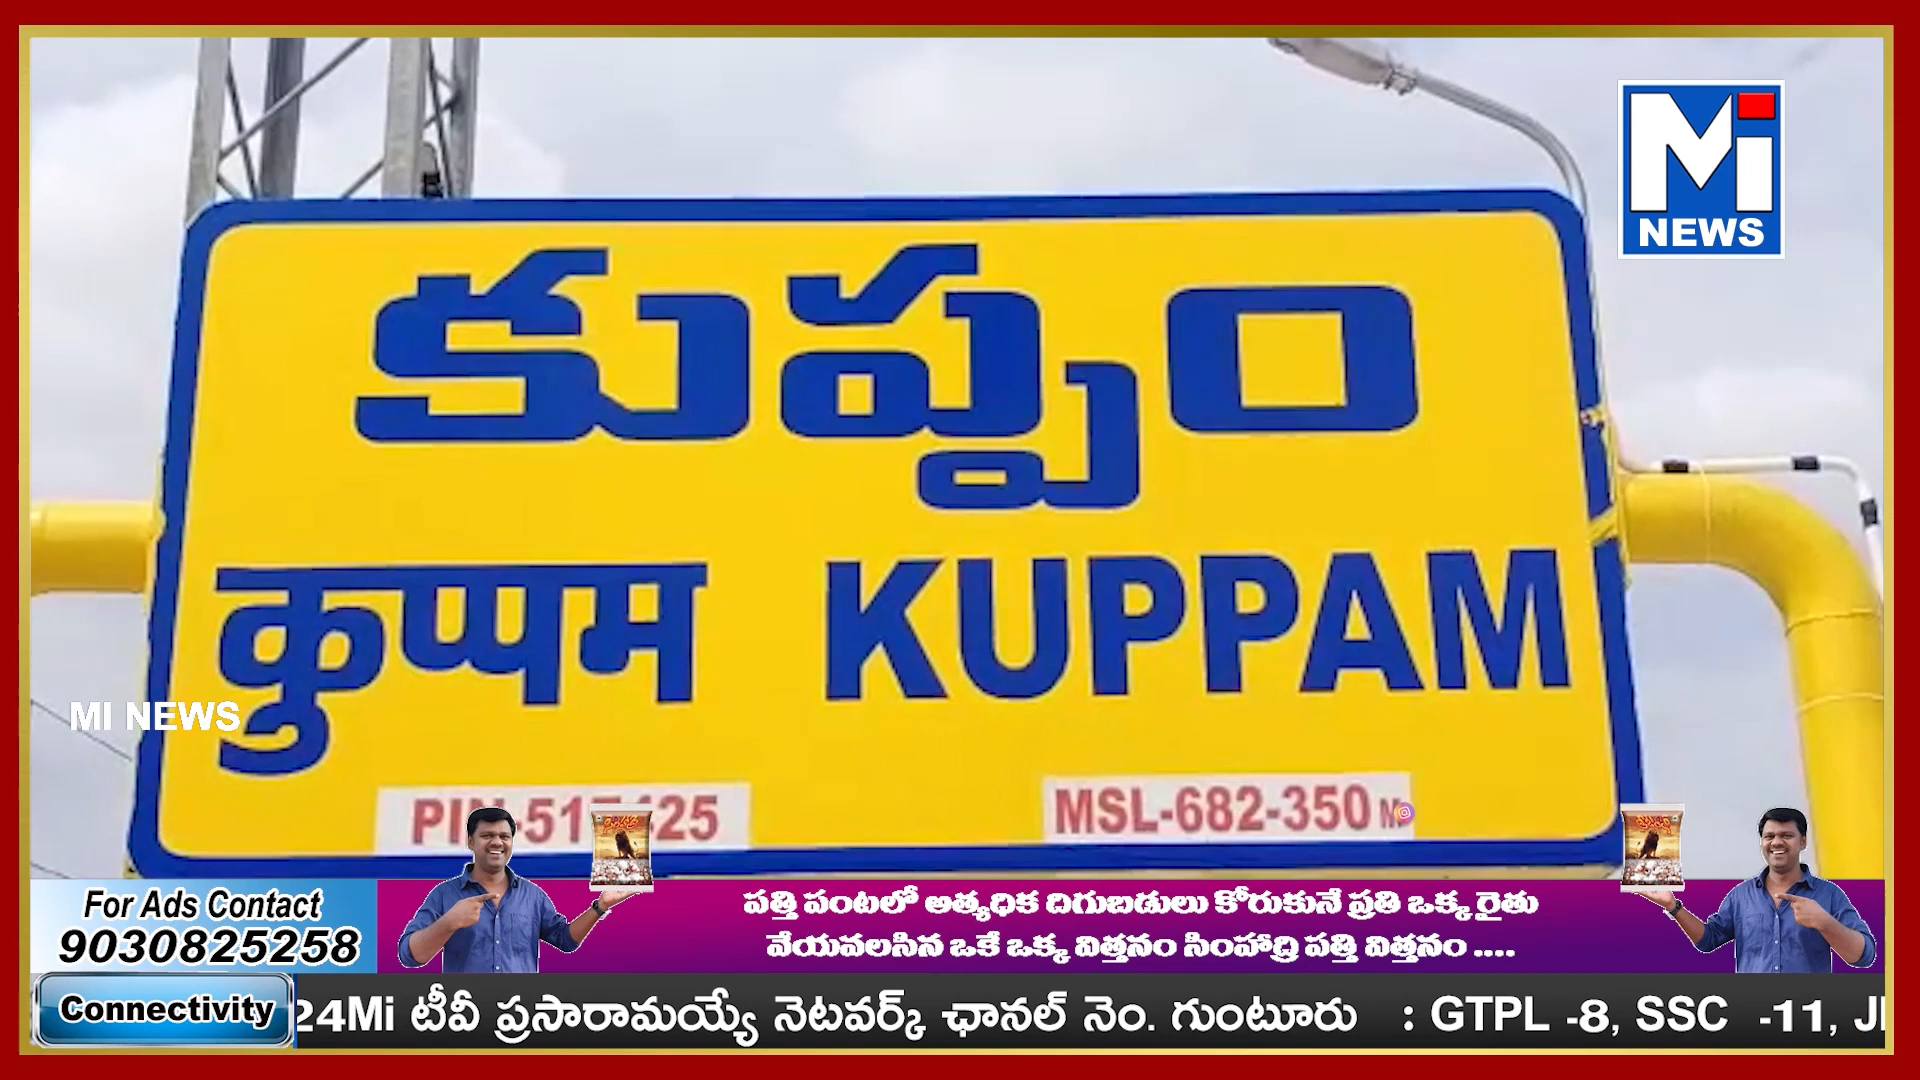 Mi
NEWS
కుప్పం
कुप्पम KUPPAM
MI NEWS
MSL-682-350 M
For Ads Contact
9030825258
పత్తి పంటలో అత్యధిక దిగుబడులు కోరుకునే ప్రతి ఒక్క రైతు
వేయవలసిన ఒకే ఒక్క విత్తనం సింహాద్రి పత్తి విత్తనం ....
Connectivity
24Mi టీవీ ప్రసారామయ్యే నెటవర్క్ ఛానల్ నెం. గుంటూరు : GTPL -8, SSC -11,